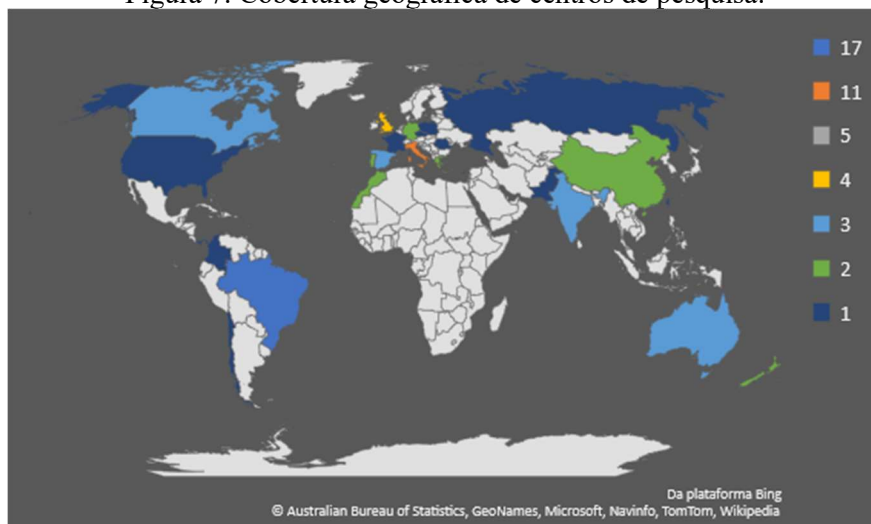 Figura 7. Cobertura geográfica de centros de pesquisa.
17
11
5
4
3
2
1
Da plataforma Bing
© Australian Bureau of Statistics, GeoNames, Microsoft, Navinfo, TomTom, Wikipedia